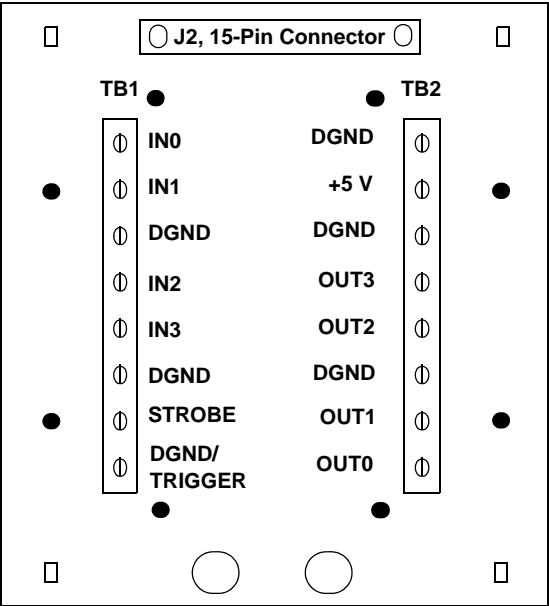 J2, 15-Pin Connector
TB1
TB2
IN0
DGND
IN1
+5 V
DGND
DGND
IN2
OUT3
IN3
OUT2
DGND
DGND
STROBE
OUT1
DGND/
TRIGGER
OUT0